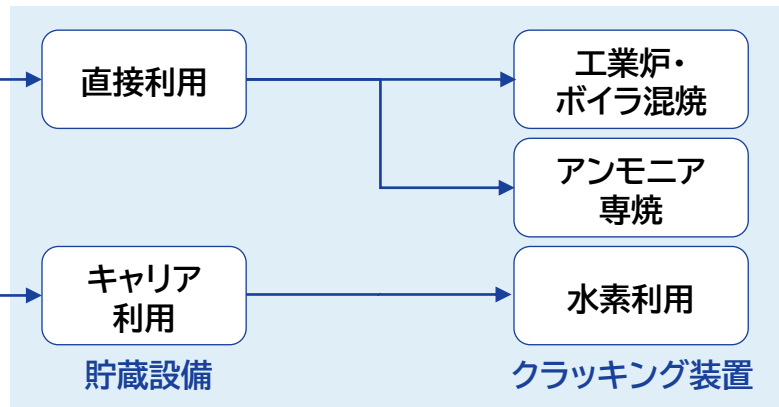 直接利用
工業炉・
ボイラ混焼
アンモニア
専焼
キャリア
利用
水素利用
貯蔵設備
クラッキング装置